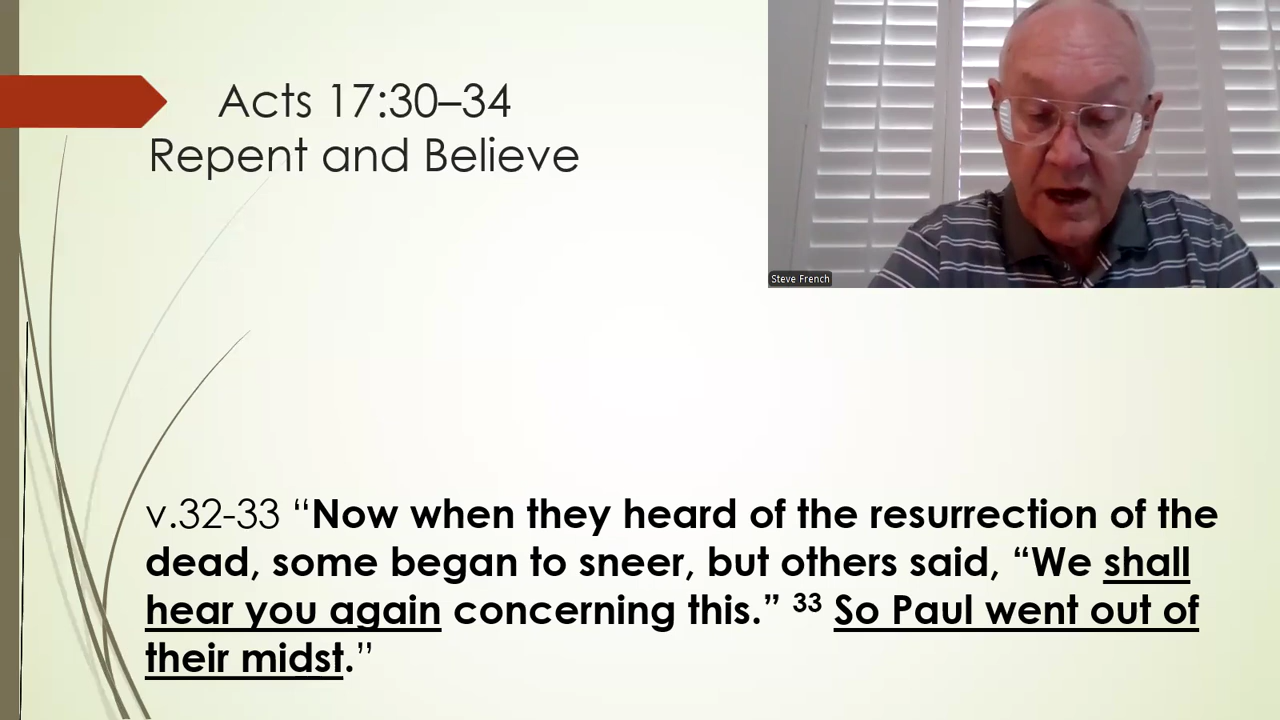 Acts 17:30–34
Repent and Believe
Steve French
v.32-33 “Now when they heard of the resurrection of the
dead, some began to sneer, but others said, “We shall
hear you again concerning this.” 33 So Paul went out of
their midst.”